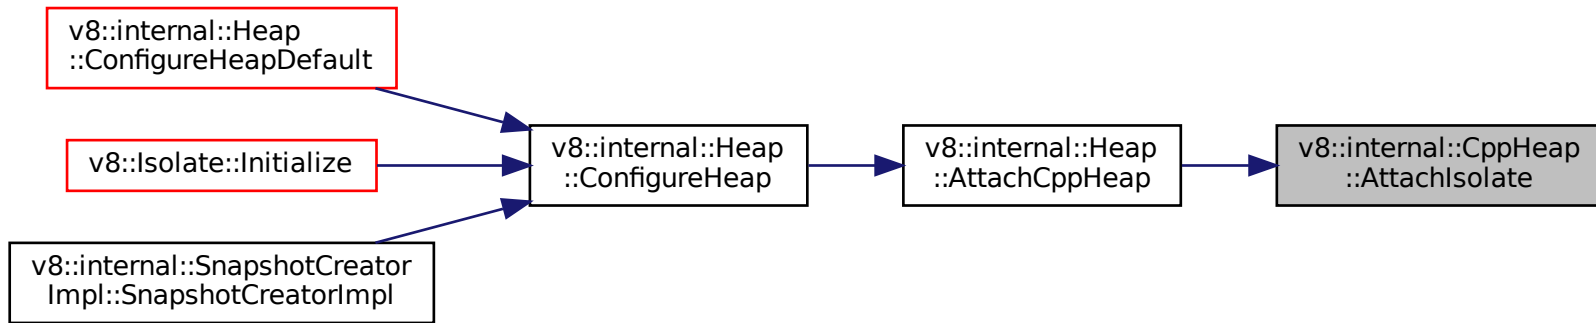 v8::internal::Heap
::ConfigureHeapDefault
v8::Isolate::Initialize
v8::internal::SnapshotCreator
Impl::SnapshotCreatorImpl
v8::internal::Heap
::ConfigureHeap
v8::internal::Heap
::AttachCppHeap
v8::internal::CppHeap
::AttachIsolate